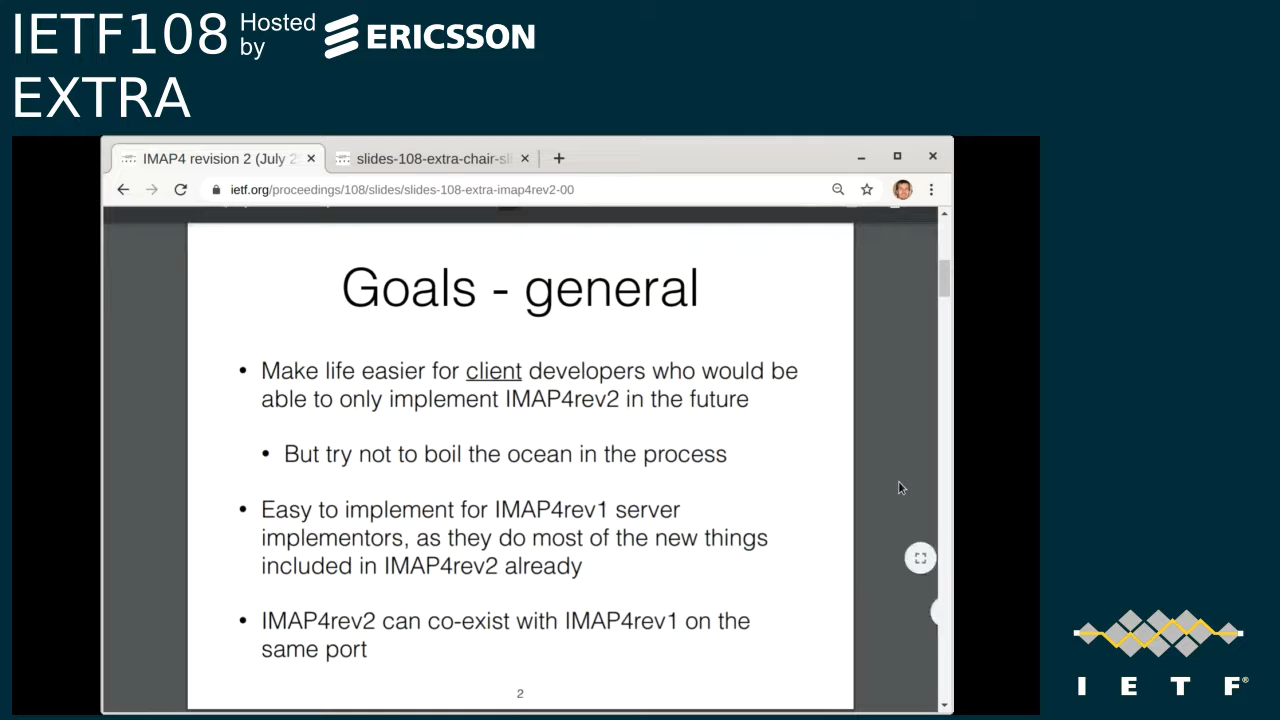 IETF108 Hosted by ERICSSON
EXTRA
IMAP4 revision 2 (July 2
slides-108-extra-chair-sl
ietf.org/proceedings/108/slides/slides-108-extra-imap4rev2-00
Goals - general
• Make life easier for client developers who would be
able to only implement IMAP4rev2 in the future
• But try not to boil the ocean in the process
• Easy to implement for IMAP4rev1 server
implementors, as they do most of the new things
included in IMAP4rev2 already
• IMAP4rev2 can co-exist with IMAP4rev1 on the
same port
2
I E T F®